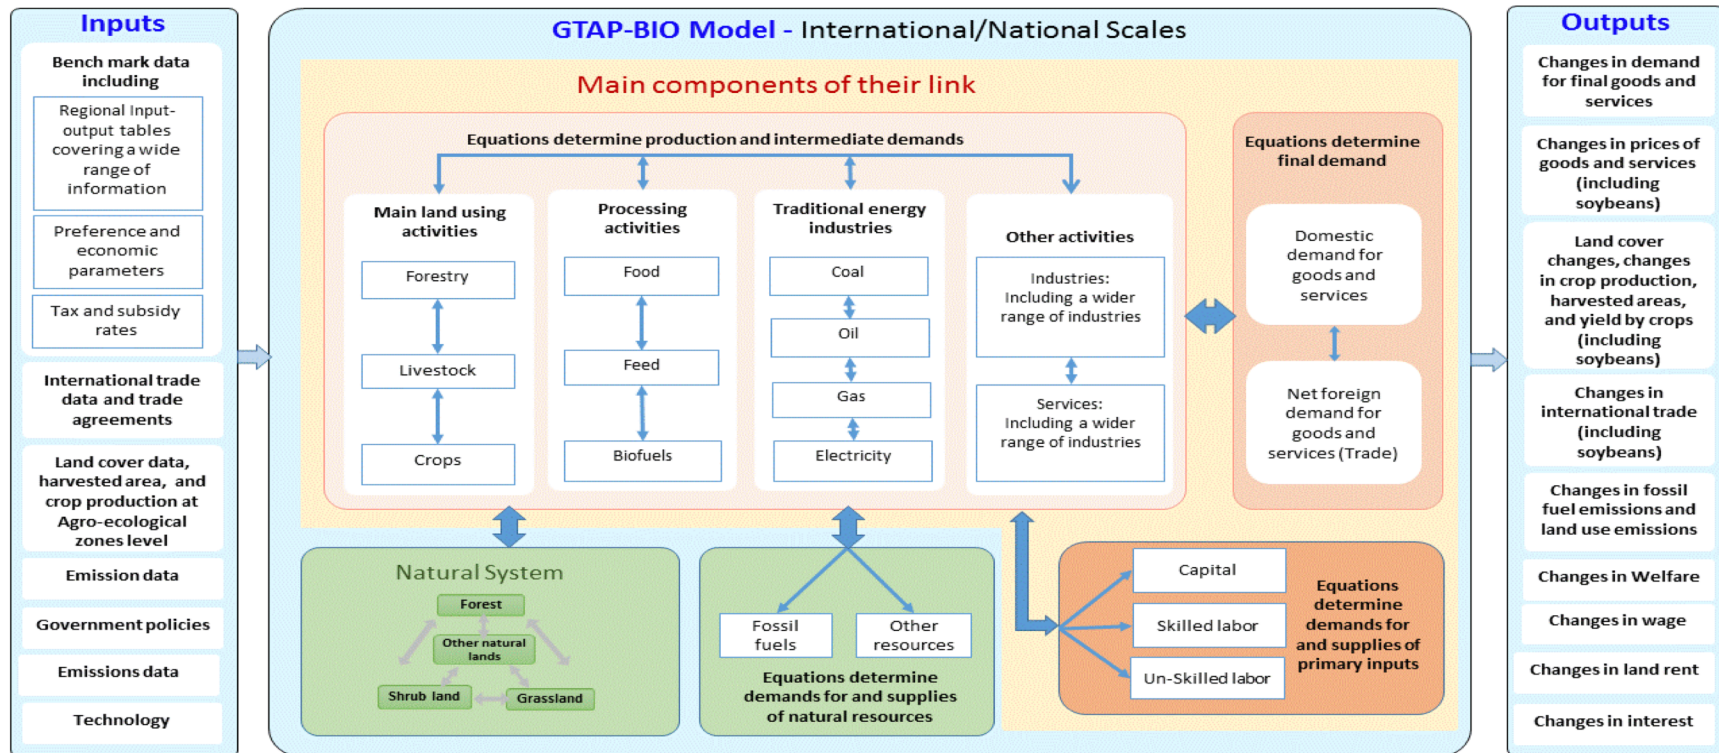 Inputs
Bench mark data
including
Regional Input-
output tables
covering a wide
range of
information
Preference and
economic
parameters
Tax and subsidy
rates
International trade
data and trade
agreements
Land cover data,
harvested area, and
crop production at
Agro-ecological
zones level
Emission data
Government policies
Emissions data
Technology
GTAP-BIO Model - International/National Scales
Main components of their link
Equations determine production and intermediate demands
Main land using
activities
Forestry
Livestock
Crops
Processing
activities
Food
Feed
Biofuels
Traditional energy
industries
Coal
Oil
Gas
Electricity
Other activities
Industries:
Including a wider
range of industries
Services:
Including a wider
range of industries
Equations determine
final demand
Domestic
demand for
goods and
services
Net foreign
demand for
goods and
services (Trade)
Natural System
Forest
Other natural
lands
Shrub land
Grassland
Fossil
fuels
Other
resources
Equations determine
demands for and supplies
of natural resources
Capital
Skilled labor
Un-Skilled labor
Equations
determine
demands for
and supplies of
primary inputs
Outputs
Changes in demand
for final goods and
services
Changes in prices of
goods and services
(including
soybeans)
Land cover
changes, changes
in crop production,
harvested areas,
and yield by crops
(including
soybeans)
Changes in
international trade
(including
soybeans)
Changes in fossil
fuel emissions and
land use emissions
Changes in Welfare
Changes in wage
Changes in land rent
Changes in interest